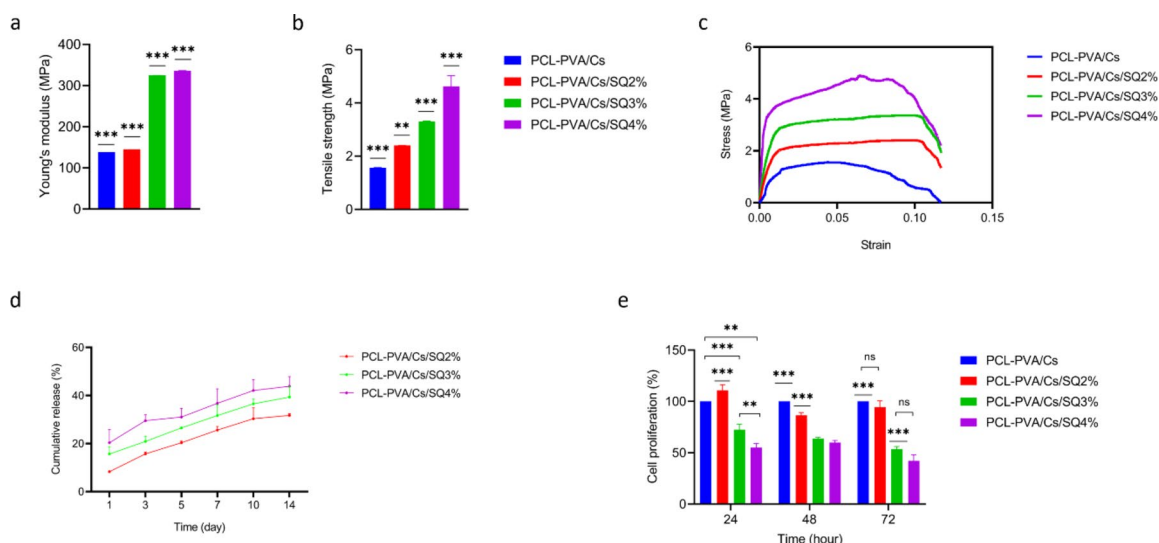 a
Young's modulus (MPa)
400
300
200
100
0
***
***
***
***
b
Tensile strength (MPa)
6
4
2
0
***
**
***
***
PCL-PVA/Cs
PCL-PVA/Cs/SQ2%
PCL-PVA/Cs/SQ3%
PCL-PVA/Cs/SQ4%
c
Stress (MPa)
6
4
2
0
0.00
0.05
0.10
0.15
Strain
PCL-PVA/Cs
PCL-PVA/Cs/SQ2%
PCL-PVA/Cs/SQ3%
PCL-PVA/Cs/SQ4%
d
Cumulative release (%)
60
40
20
0
1
3
5
7
10
14
Time (day)
PCL-PVA/Cs/SQ2%
PCL-PVA/Cs/SQ3%
PCL-PVA/Cs/SQ4%
e
Cell proliferation (%)
150
100
50
0
**
***
***
**
***
***
ns
***
ns
***
24
48
72
Time (hour)
PCL-PVA/Cs
PCL-PVA/Cs/SQ2%
PCL-PVA/Cs/SQ3%
PCL-PVA/Cs/SQ4%